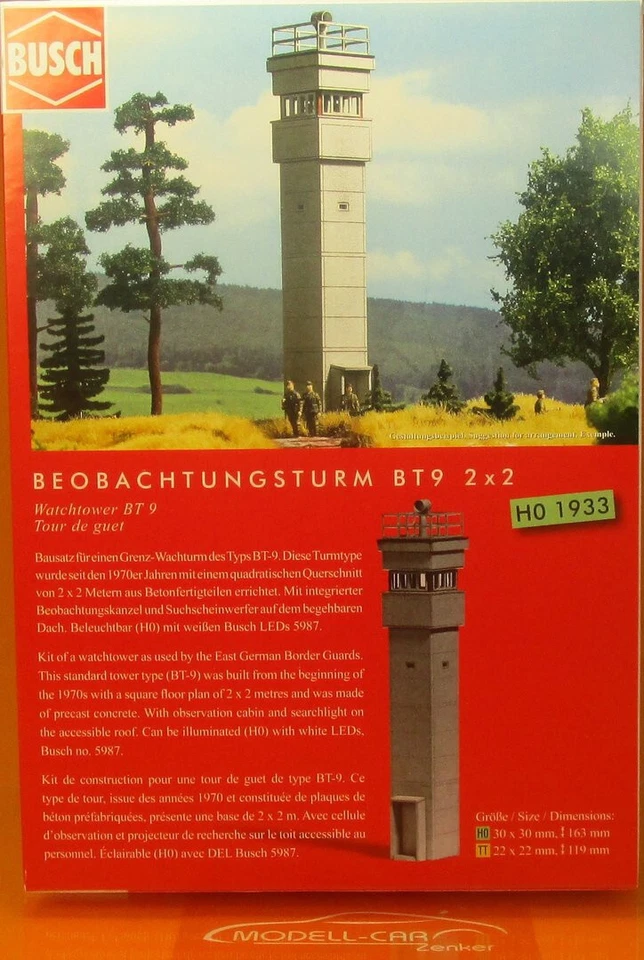 BUSCH
Gestaltungsbeispiel. Suggestion for arrangement. Exemple.
BEOBACHTUNGSTURM BT9 2x2
Watchtower BT 9
Tour de guet
H0 1933
Bausatz für einen Grenz-Wachturm des Typs BT-9. Diese Turmtype
wurde seit den 1970er Jahren mit einem quadratischen Querschnitt
von 2 x 2 Metern aus Betonfertigteilen errichtet. Mit integrierter
Beobachtungskanzel und Suchscheinwerfer auf dem begehbaren
Dach. Beleuchtbar (H0) mit weißen Busch LEDs 5987.
Kit of a watchtower as used by the East German Border Guards.
This standard tower type (BT-9) was built from the beginning of
the 1970s with a square floor plan of 2 x 2 metres and was made
of precast concrete. With observation cabin and searchlight on
the accessible roof. Can be illuminated (H0) with white LEDs,
Busch no. 5987.
Kit de construction pour une tour de guet de type BT-9. Ce
type de tour, issue des années 1970 et constituée de plaques de
béton préfabriquées, présente une base de 2 x 2 m. Avec cellule
d'observation et projecteur de recherche sur le toit accessible au
personnel. Éclairable (H0) avec DEL Busch 5987.
Größe / Size / Dimensions:
H0 30 x 30 mm, ↕ 163 mm
TT 22 x 22 mm, ↕ 119 mm
MODELL-CAR
Zenker